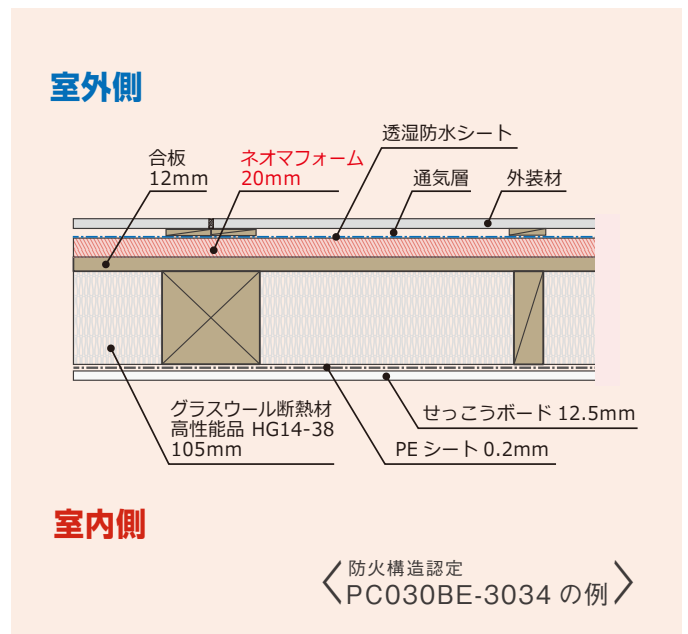 室外側
透湿防水シート
合板
12mm
ネオマフォーム
20mm
通気層
外装材
グラスウール断熱材
高性能品 HG14-38
105mm
せっこうボード 12.5mm
PE シート 0.2mm
室内側
防火構造認定
PC030BE-3034 の例